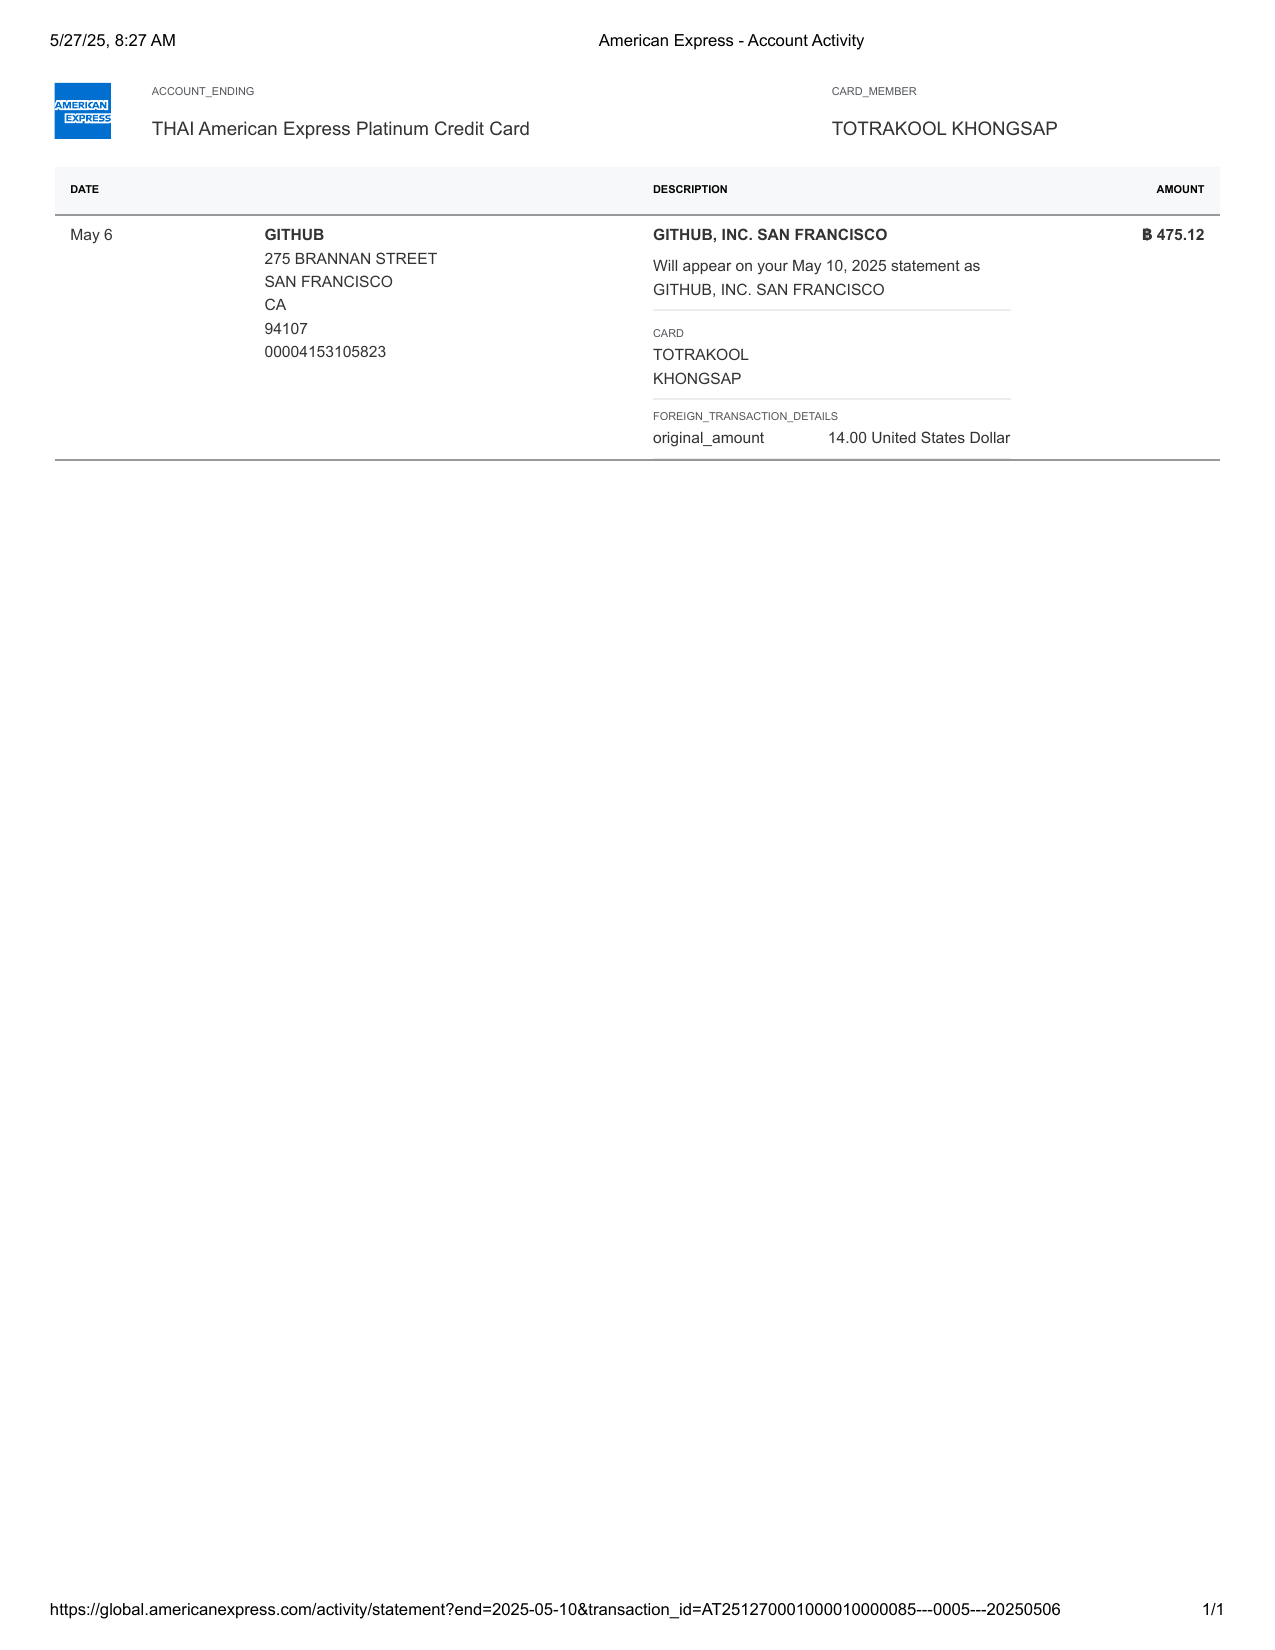 5/27/25, 8:27 AM
American Express - Account Activity
AMERICAN
EXPRESS
ACCOUNT_ENDING
THAI American Express Platinum Credit Card
CARD_MEMBER
TOTRAKOOL KHONGSAP
DATE
DESCRIPTION
AMOUNT
May 6
GITHUB
275 BRANNAN STREET
SAN FRANCISCO
CA
94107
00004153105823
GITHUB, INC. SAN FRANCISCO
Will appear on your May 10, 2025 statement as
GITHUB, INC. SAN FRANCISCO
CARD
TOTRAKOOL
KHONGSAP
FOREIGN_TRANSACTION_DETAILS
original_amount 14.00 United States Dollar
฿ 475.12
https://global.americanexpress.com/activity/statement?end=2025-05-10&transaction_id=AT251270001000010000085---0005---20250506
1/1